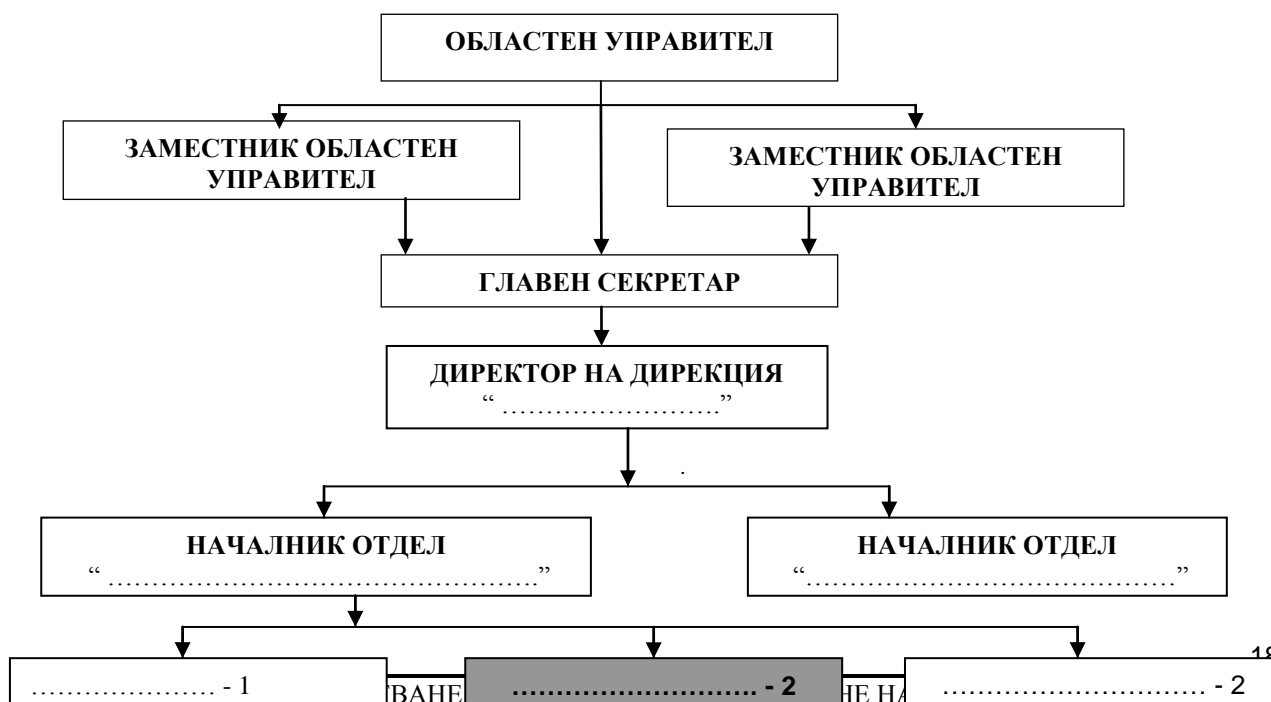 ОБЛАСТЕН УПРАВИТЕЛ
ЗАМЕСТНИК ОБЛАСТЕН
УПРАВИТЕЛ
ЗАМЕСТНИК ОБЛАСТЕН
УПРАВИТЕЛ
ГЛАВЕН СЕКРЕТАР
ДИРЕКТОР НА ДИРЕКЦИЯ
“ …………………….”
НАЧАЛНИК ОТДЕЛ
“ …………………………………………….”
НАЧАЛНИК ОТДЕЛ
“………………………………………”
………………… - 1
……………………….. - 2
………………………… - 2